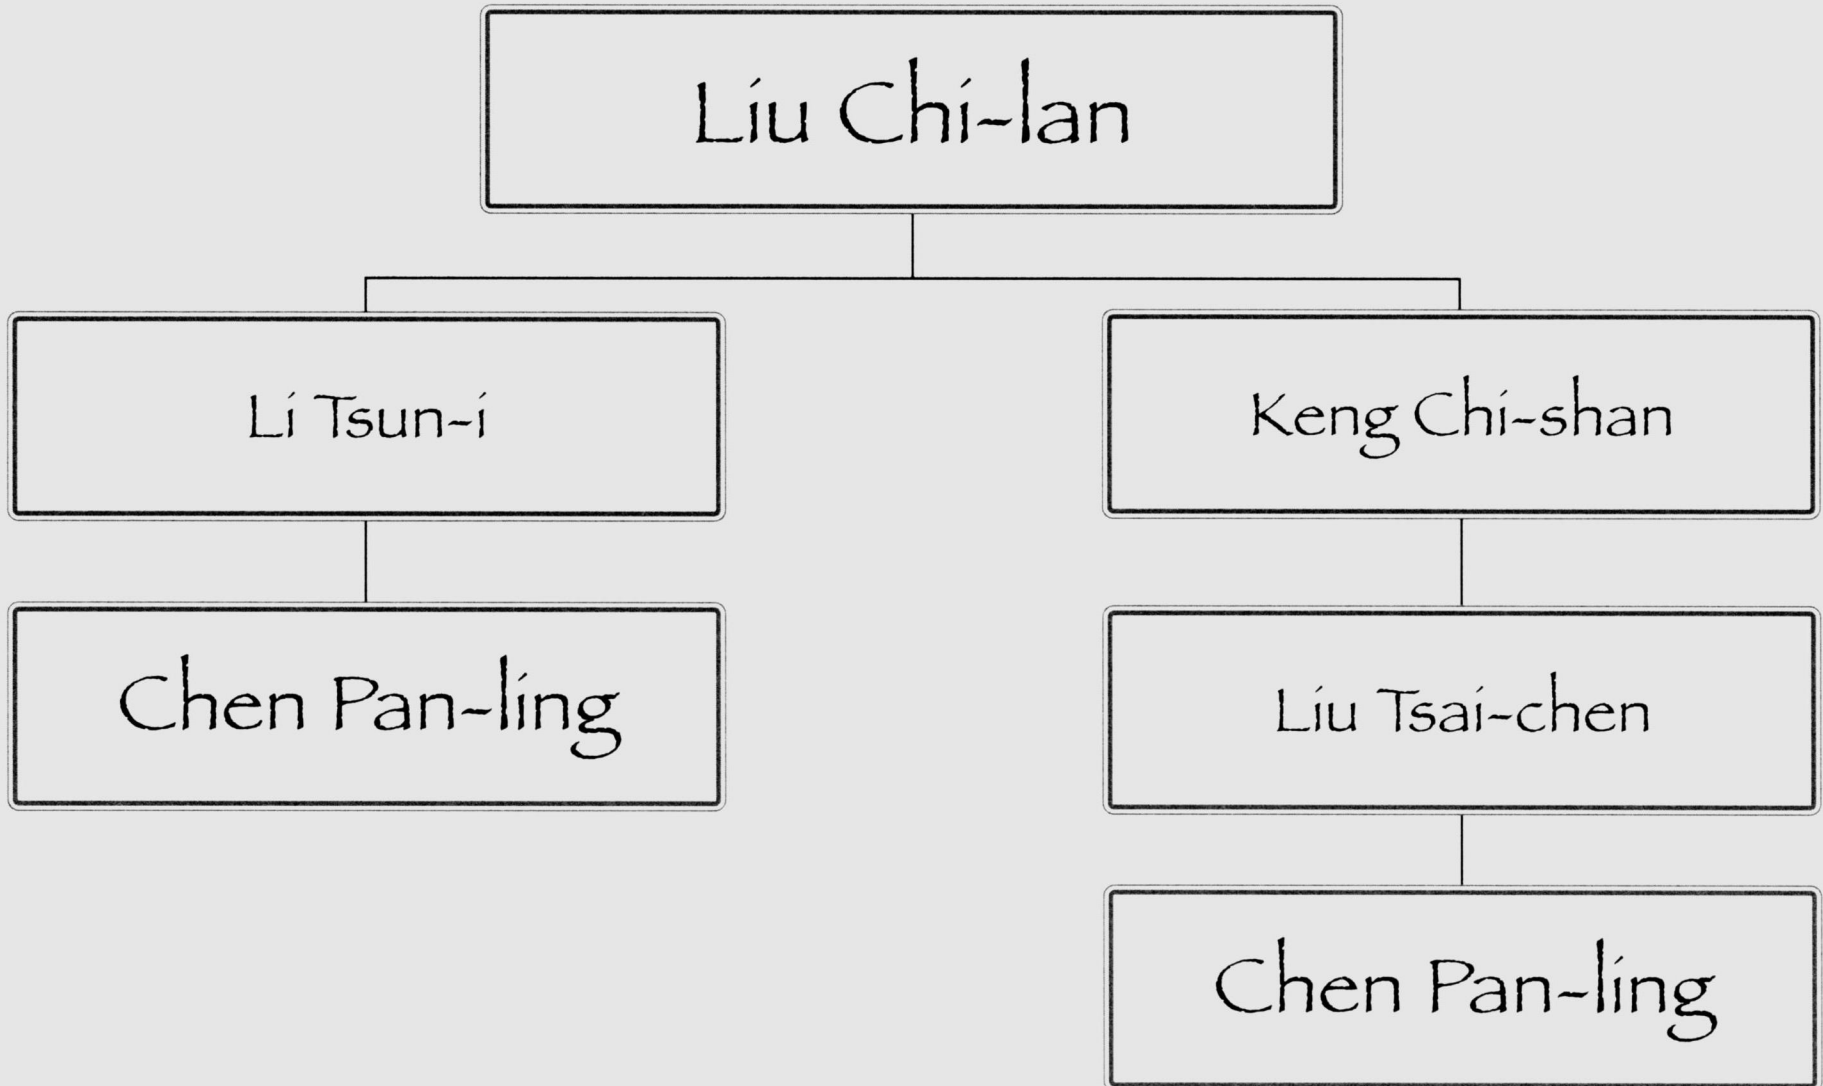 Liu Chi-lan
Li Tsun-i
Keng Chi-shan
Chen Pan-ling
Liu Tsai-chen
Chen Pan-ling